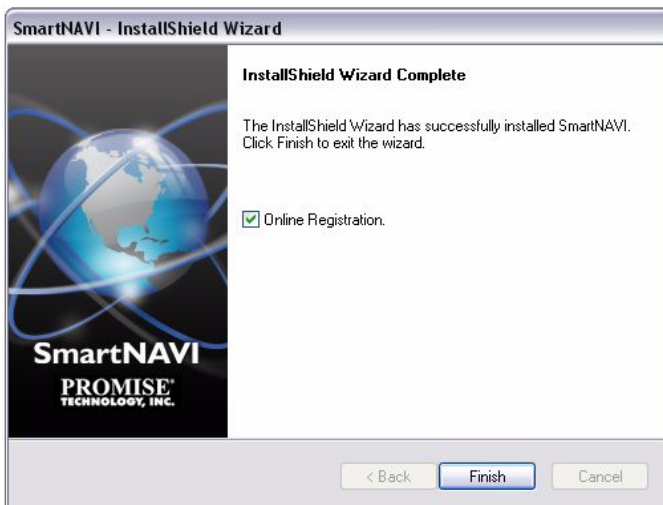 SmartNAVI - InstallShield Wizard
InstallShield Wizard Complete
The InstallShield Wizard has successfully installed SmartNAVI.
Click Finish to exit the wizard.
Online Registration.
SmartNAVI
PROMISE®
TECHNOLOGY, INC.
< Back
Finish
Cancel